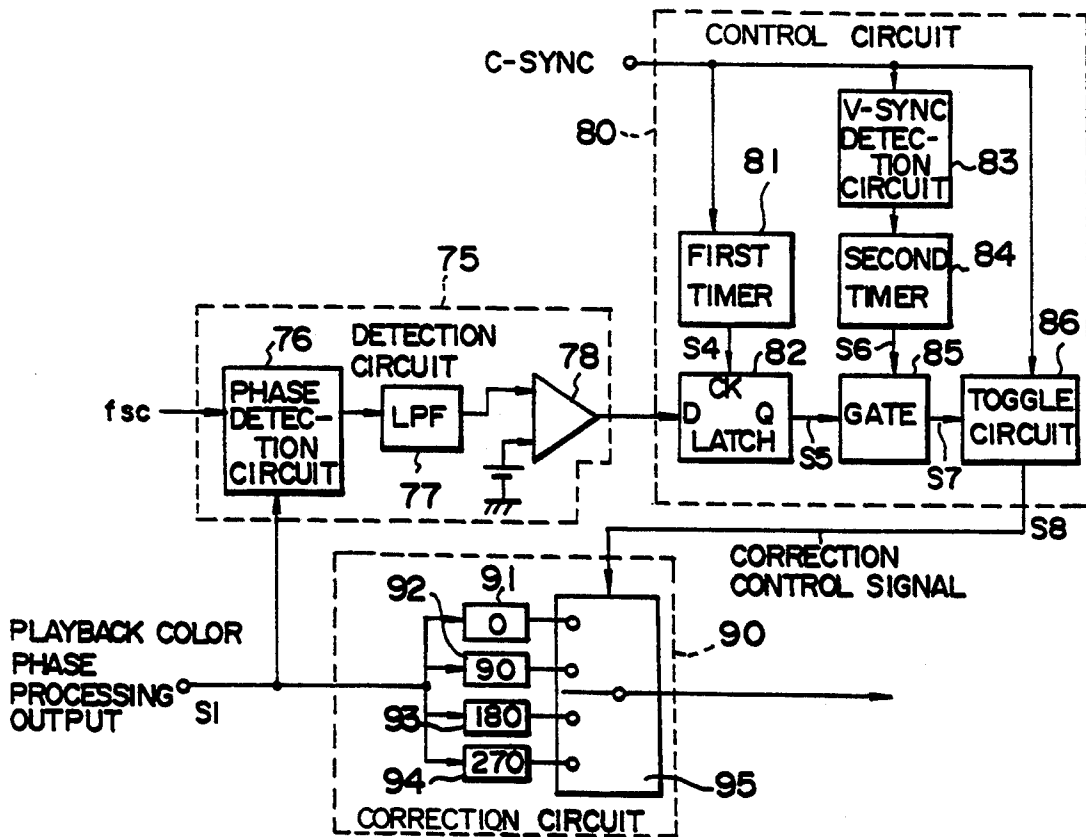 CONTROL CIRCUIT
C-SYNC
80
V-SYNC
DETEC-
TION
CIRCUIT
83
81
FIRST
TIMER
SECOND
TIMER
84
75
DETECTION
CIRCUIT
76
PHASE
DETEC-
TION
CIRCUIT
fsc
LPF
77
78
S4
82
S6
85
86
CK
D Q
LATCH
S5
GATE
S7
TOGGLE
CIRCUIT
S8
CORRECTION
CONTROL SIGNAL
PLAYBACK COLOR
PHASE
PROCESSING
OUTPUT
S1
91
0
92
90
93
180
94
270
95
90
CORRECTION CIRCUIT